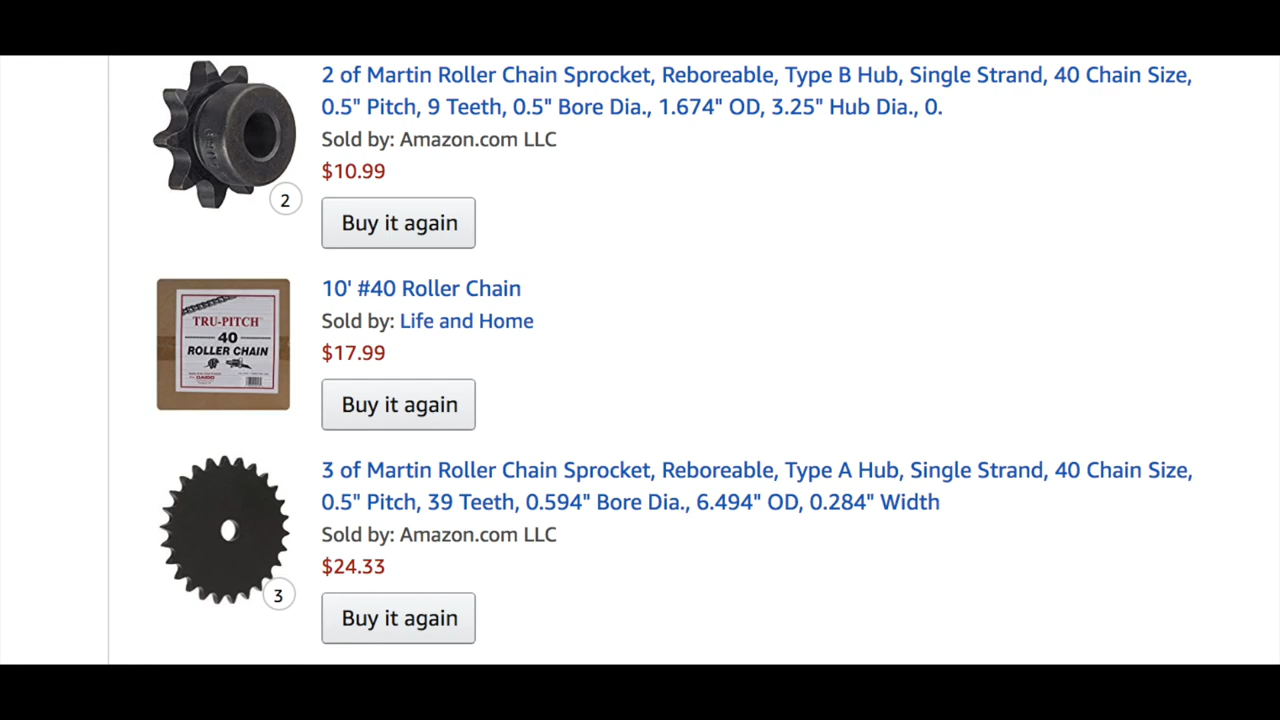 2 of Martin Roller Chain Sprocket, Reboreable, Type B Hub, Single Strand, 40 Chain Size,
0.5" Pitch, 9 Teeth, 0.5" Bore Dia., 1.674" OD, 3.25" Hub Dia., 0.
Sold by: Amazon.com LLC
$10.99
2
Buy it again
10' #40 Roller Chain
Sold by: Life and Home
$17.99
TRU-PITCH
40
ROLLER CHAIN
Buy it again
3 of Martin Roller Chain Sprocket, Reboreable, Type A Hub, Single Strand, 40 Chain Size,
0.5" Pitch, 39 Teeth, 0.594" Bore Dia., 6.494" OD, 0.284" Width
Sold by: Amazon.com LLC
$24.33
3
Buy it again